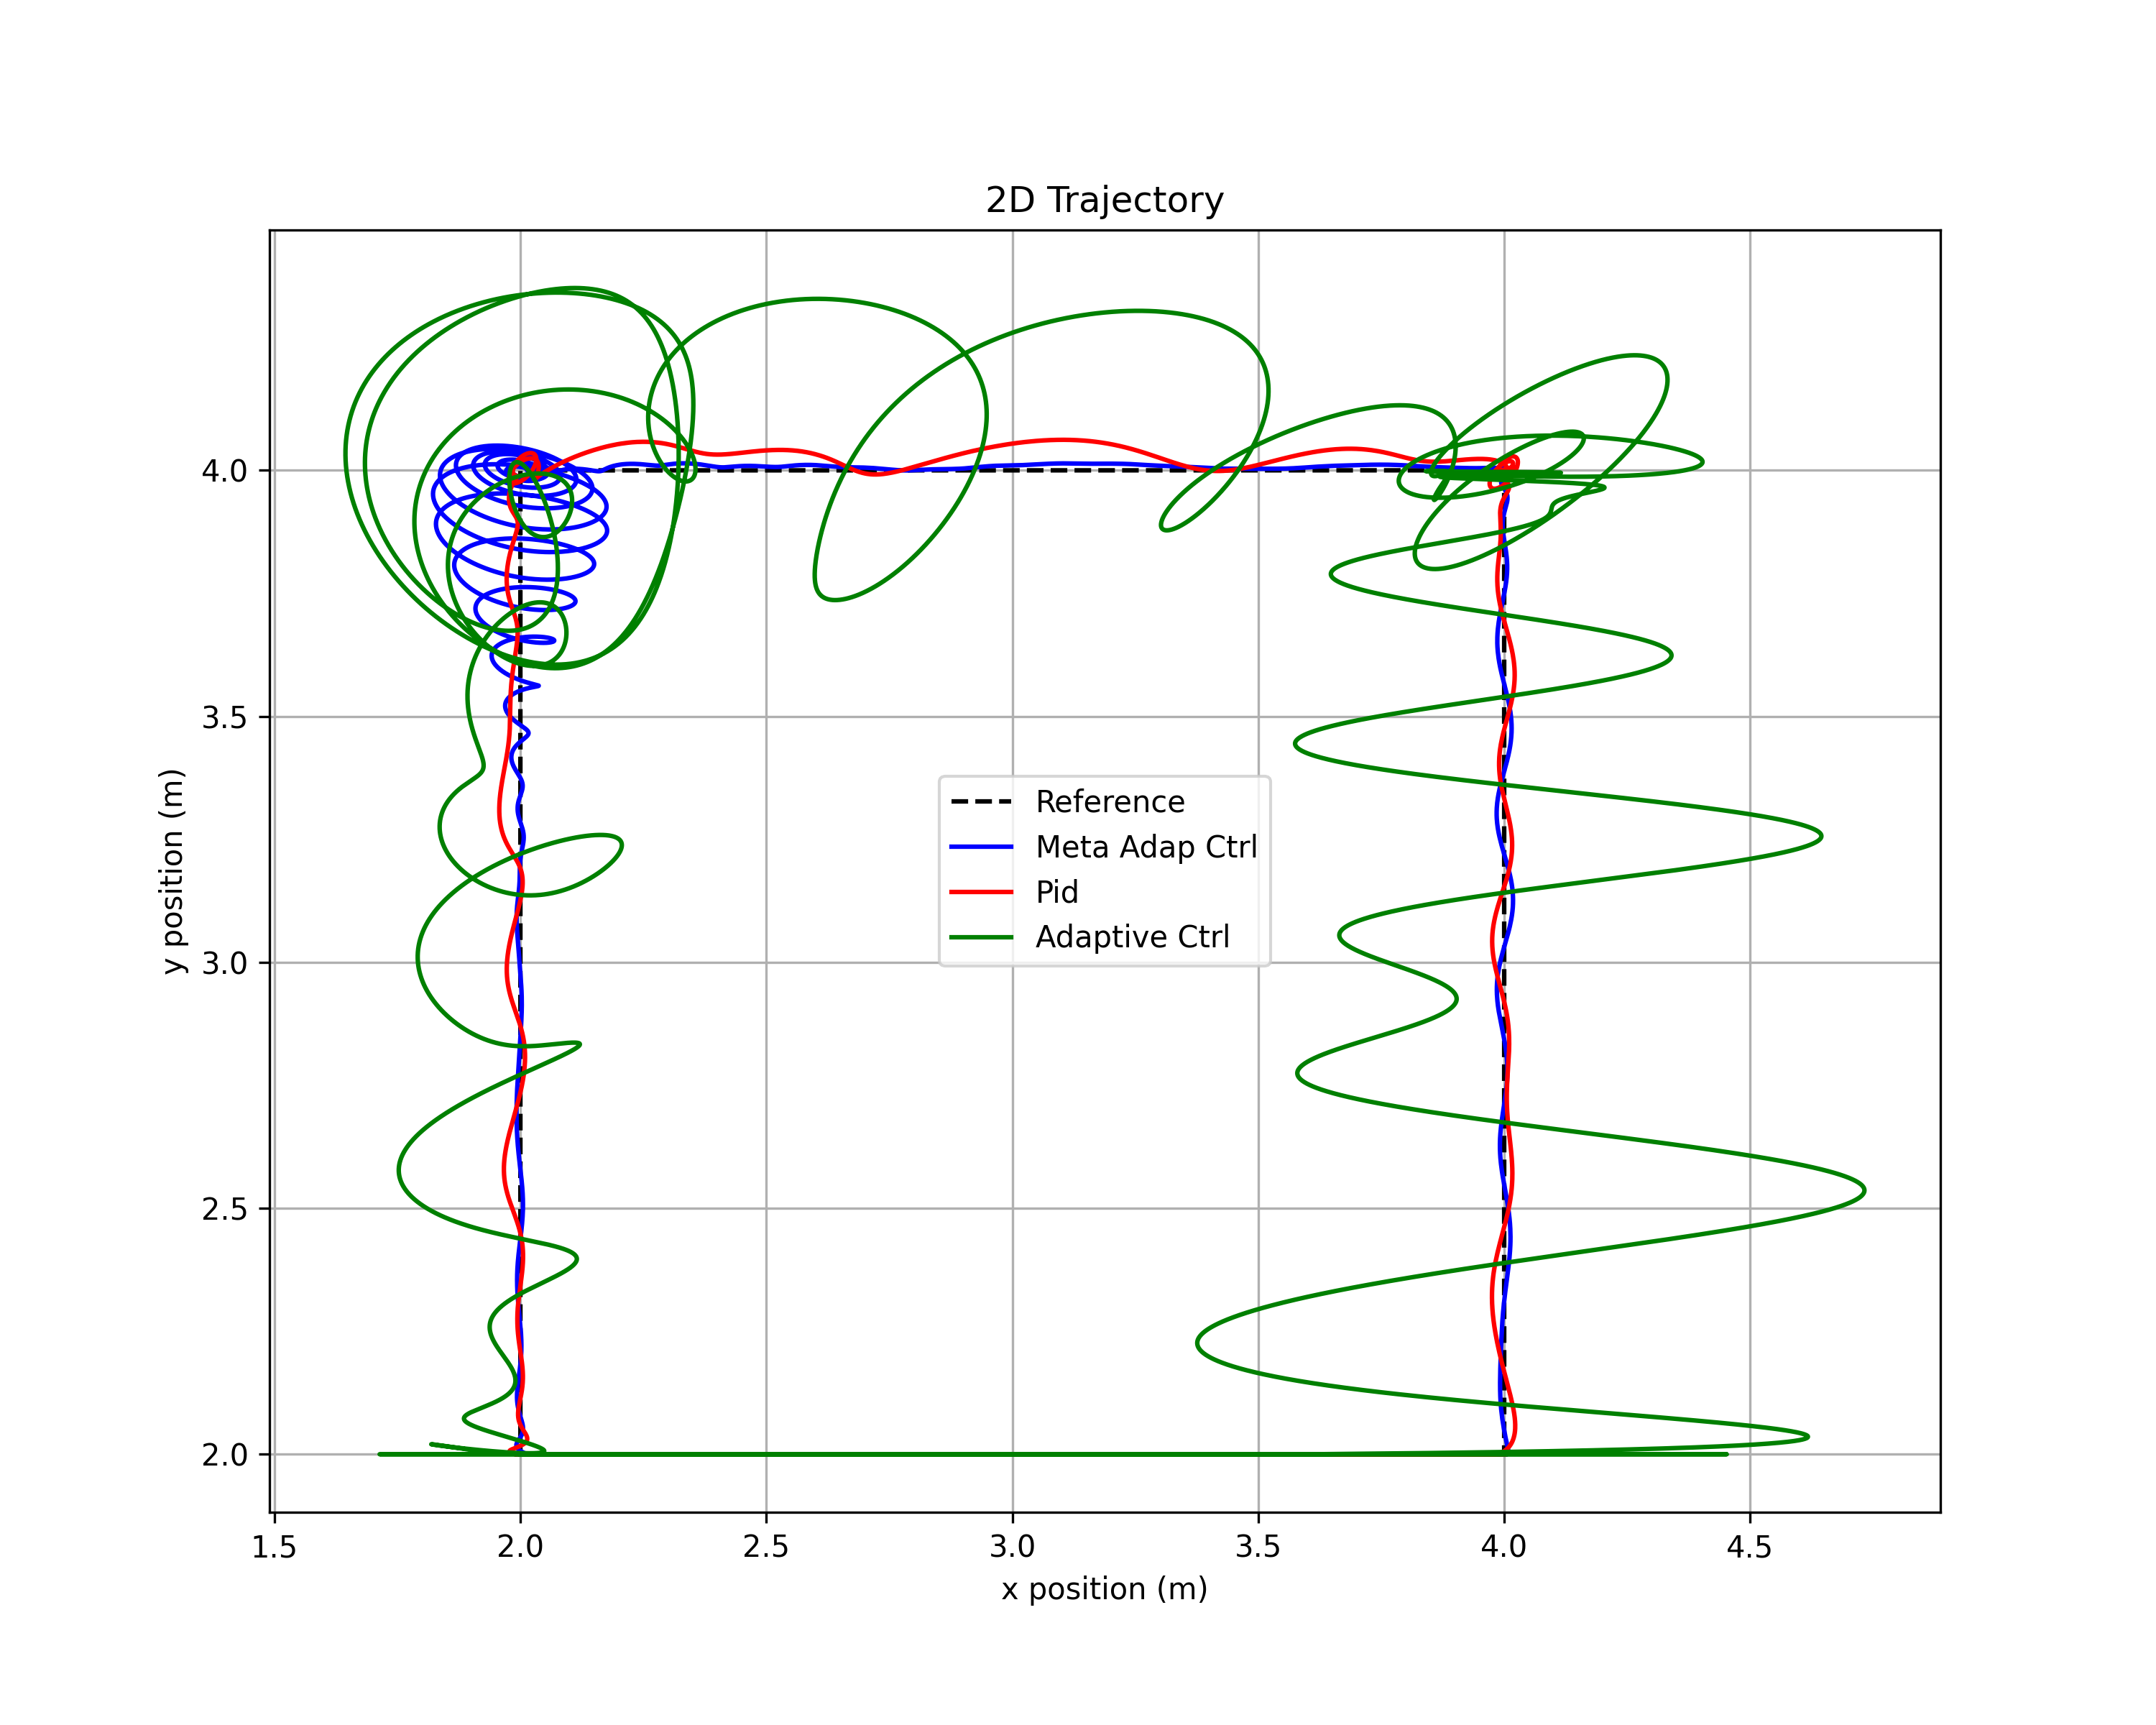 2D Trajectory
y position (m)
4.0
3.5
3.0
2.5
2.0
Reference
Meta Adap Ctrl
Pid
Adaptive Ctrl
1.5 2.0 2.5 3.0 3.5 4.0 4.5
x position (m)